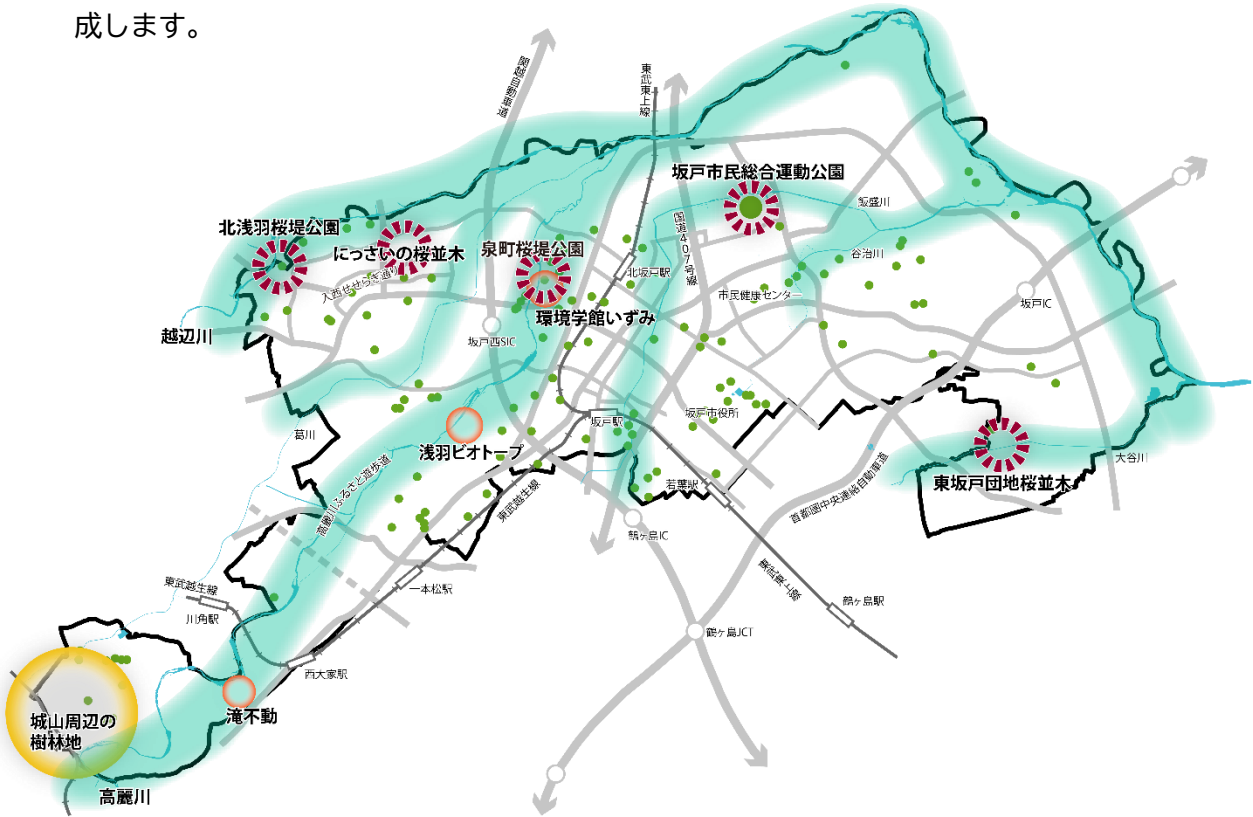 成します。
関越自動車道
東武東上線
坂戸市民総合運動公園
北浅羽桜堤公園
にっさいの桜並木
泉町桜堤公園
国道407号線
飯盛川
谷治川
入西せせらぎ通り
北坂戸駅
市民健康センター
坂戸IC
環境学館いずみ
越辺川
坂戸西SIC
葛川
坂戸駅
坂戸市役所
浅羽ビオトープ
大谷川
高麗川ふるさと遊歩道
東武越生線
若葉駅
首都圏中央連絡自動車道
東坂戸団地桜並木
鶴ヶ島IC
東武越生線
川角駅
一本松駅
東武東上線
鶴ヶ島駅
鶴ヶ島JCT
西大家駅
滝不動
城山周辺の
樹林地
高麗川